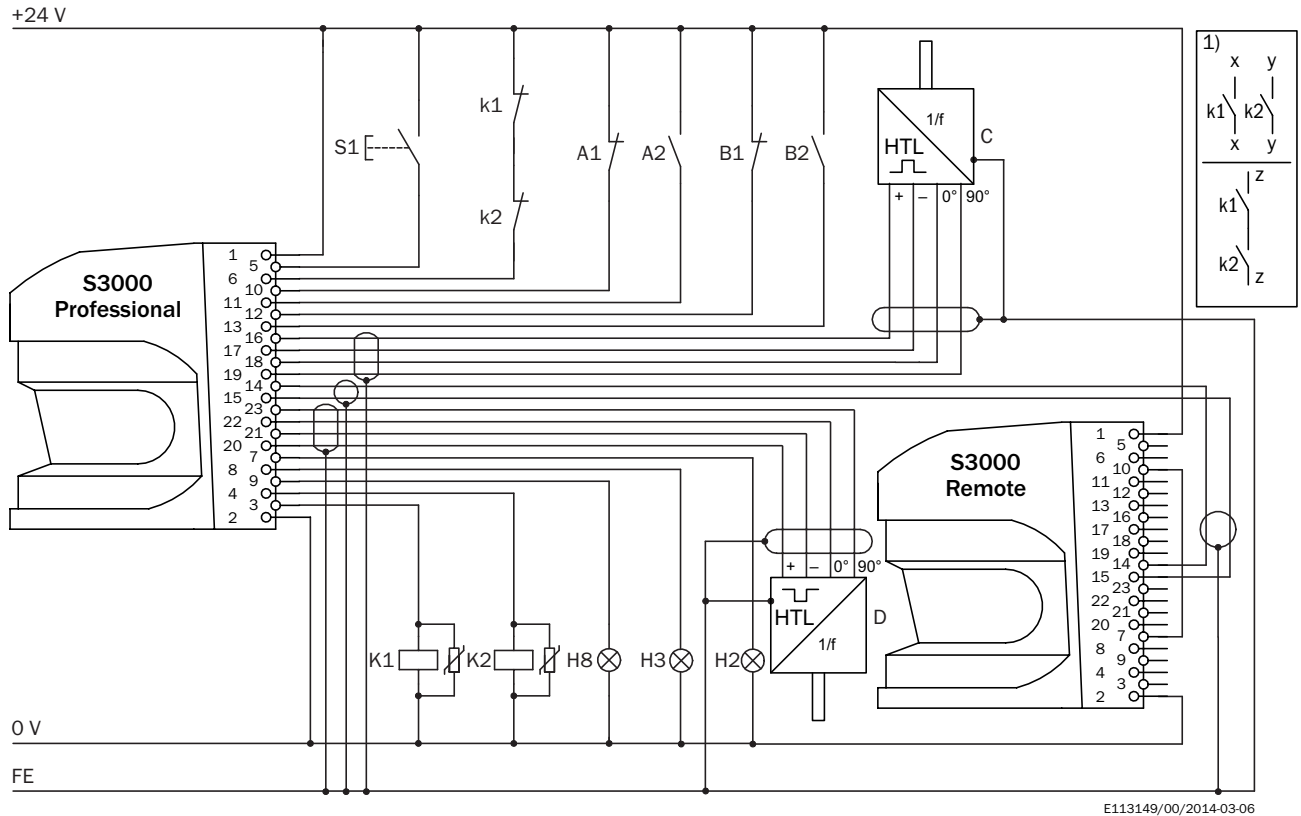 +24 V
1)
x y
k1 k2
x y
z
k1
k2
z
k1
S1
A1 A2 B1 B2
k2
1/f
HTL
C
+ – 0° 90°
S3000
Professional
1
5
6
10
11
12
13
16
17
18
19
14
15
23
22
21
20
7
8
9
4
3
2
S3000
Remote
1
5
6
10
11
12
13
16
17
18
19
14
15
23
22
21
20
7
8
9
4
3
2
+ – 0° 90°
HTL
1/f
D
K1 K2 H8 H3 H2
0 V
FE
E113149/00/2014-03-06